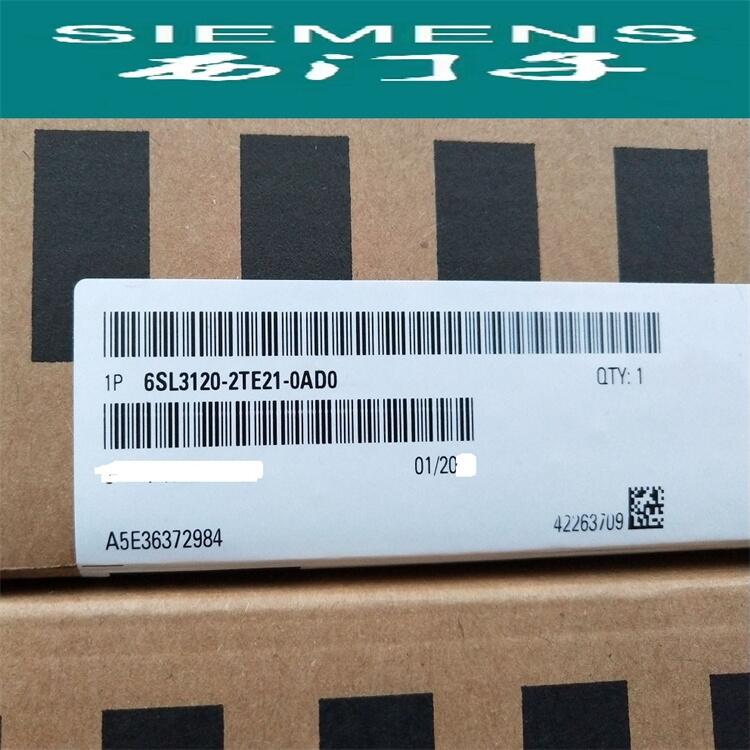 SIEMENS
西门子
1P 6SL3120-2TE21-0AD0 QTY: 1
01/20
A5E36372984
42263709